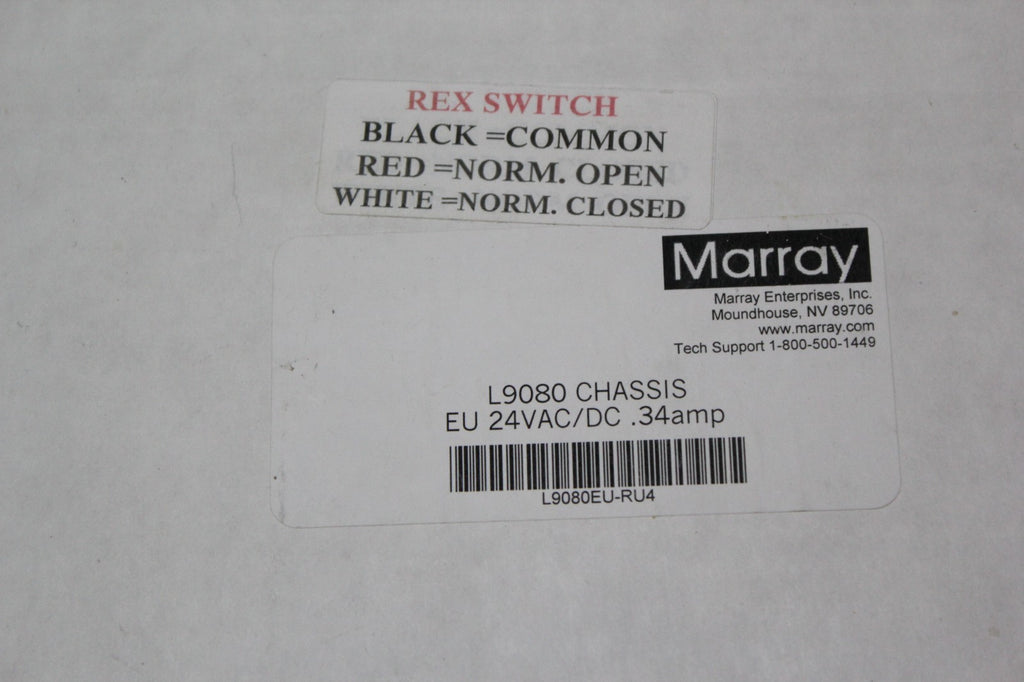 REX SWITCH
BLACK =COMMON
RED =NORM. OPEN
WHITE =NORM. CLOSED
Marray
Marray Enterprises, Inc.
Moundhouse, NV 89706
www.marray.com
Tech Support 1-800-500-1449
L9080 CHASSIS
EU 24VAC/DC .34amp
L9080EU-RU4